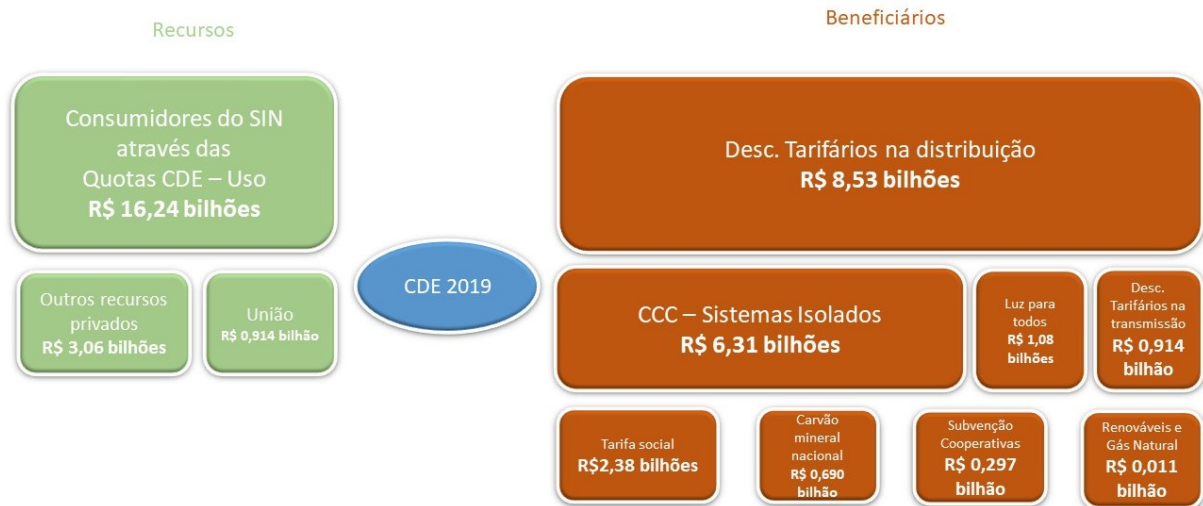 Recursos
Beneficiários
Consumidores do SIN
através das
Quotas CDE – Uso
R$ 16,24 bilhões
Desc. Tarifários na distribuição
R$ 8,53 bilhões
Outros recursos
privados
R$ 3,06 bilhões
União
R$ 0,914 bilhão
CDE 2019
CCC – Sistemas Isolados
R$ 6,31 bilhões
Luz para
todos
R$ 1,08
bilhões
Desc.
Tarifários na
transmissão
R$ 0,914
bilhão
Tarifa social
R$2,38 bilhões
Carvão
mineral
nacional
R$ 0,690
bilhão
Subvenção
Cooperativas
R$ 0,297
bilhão
Renováveis e
Gás Natural
R$ 0,011
bilhão